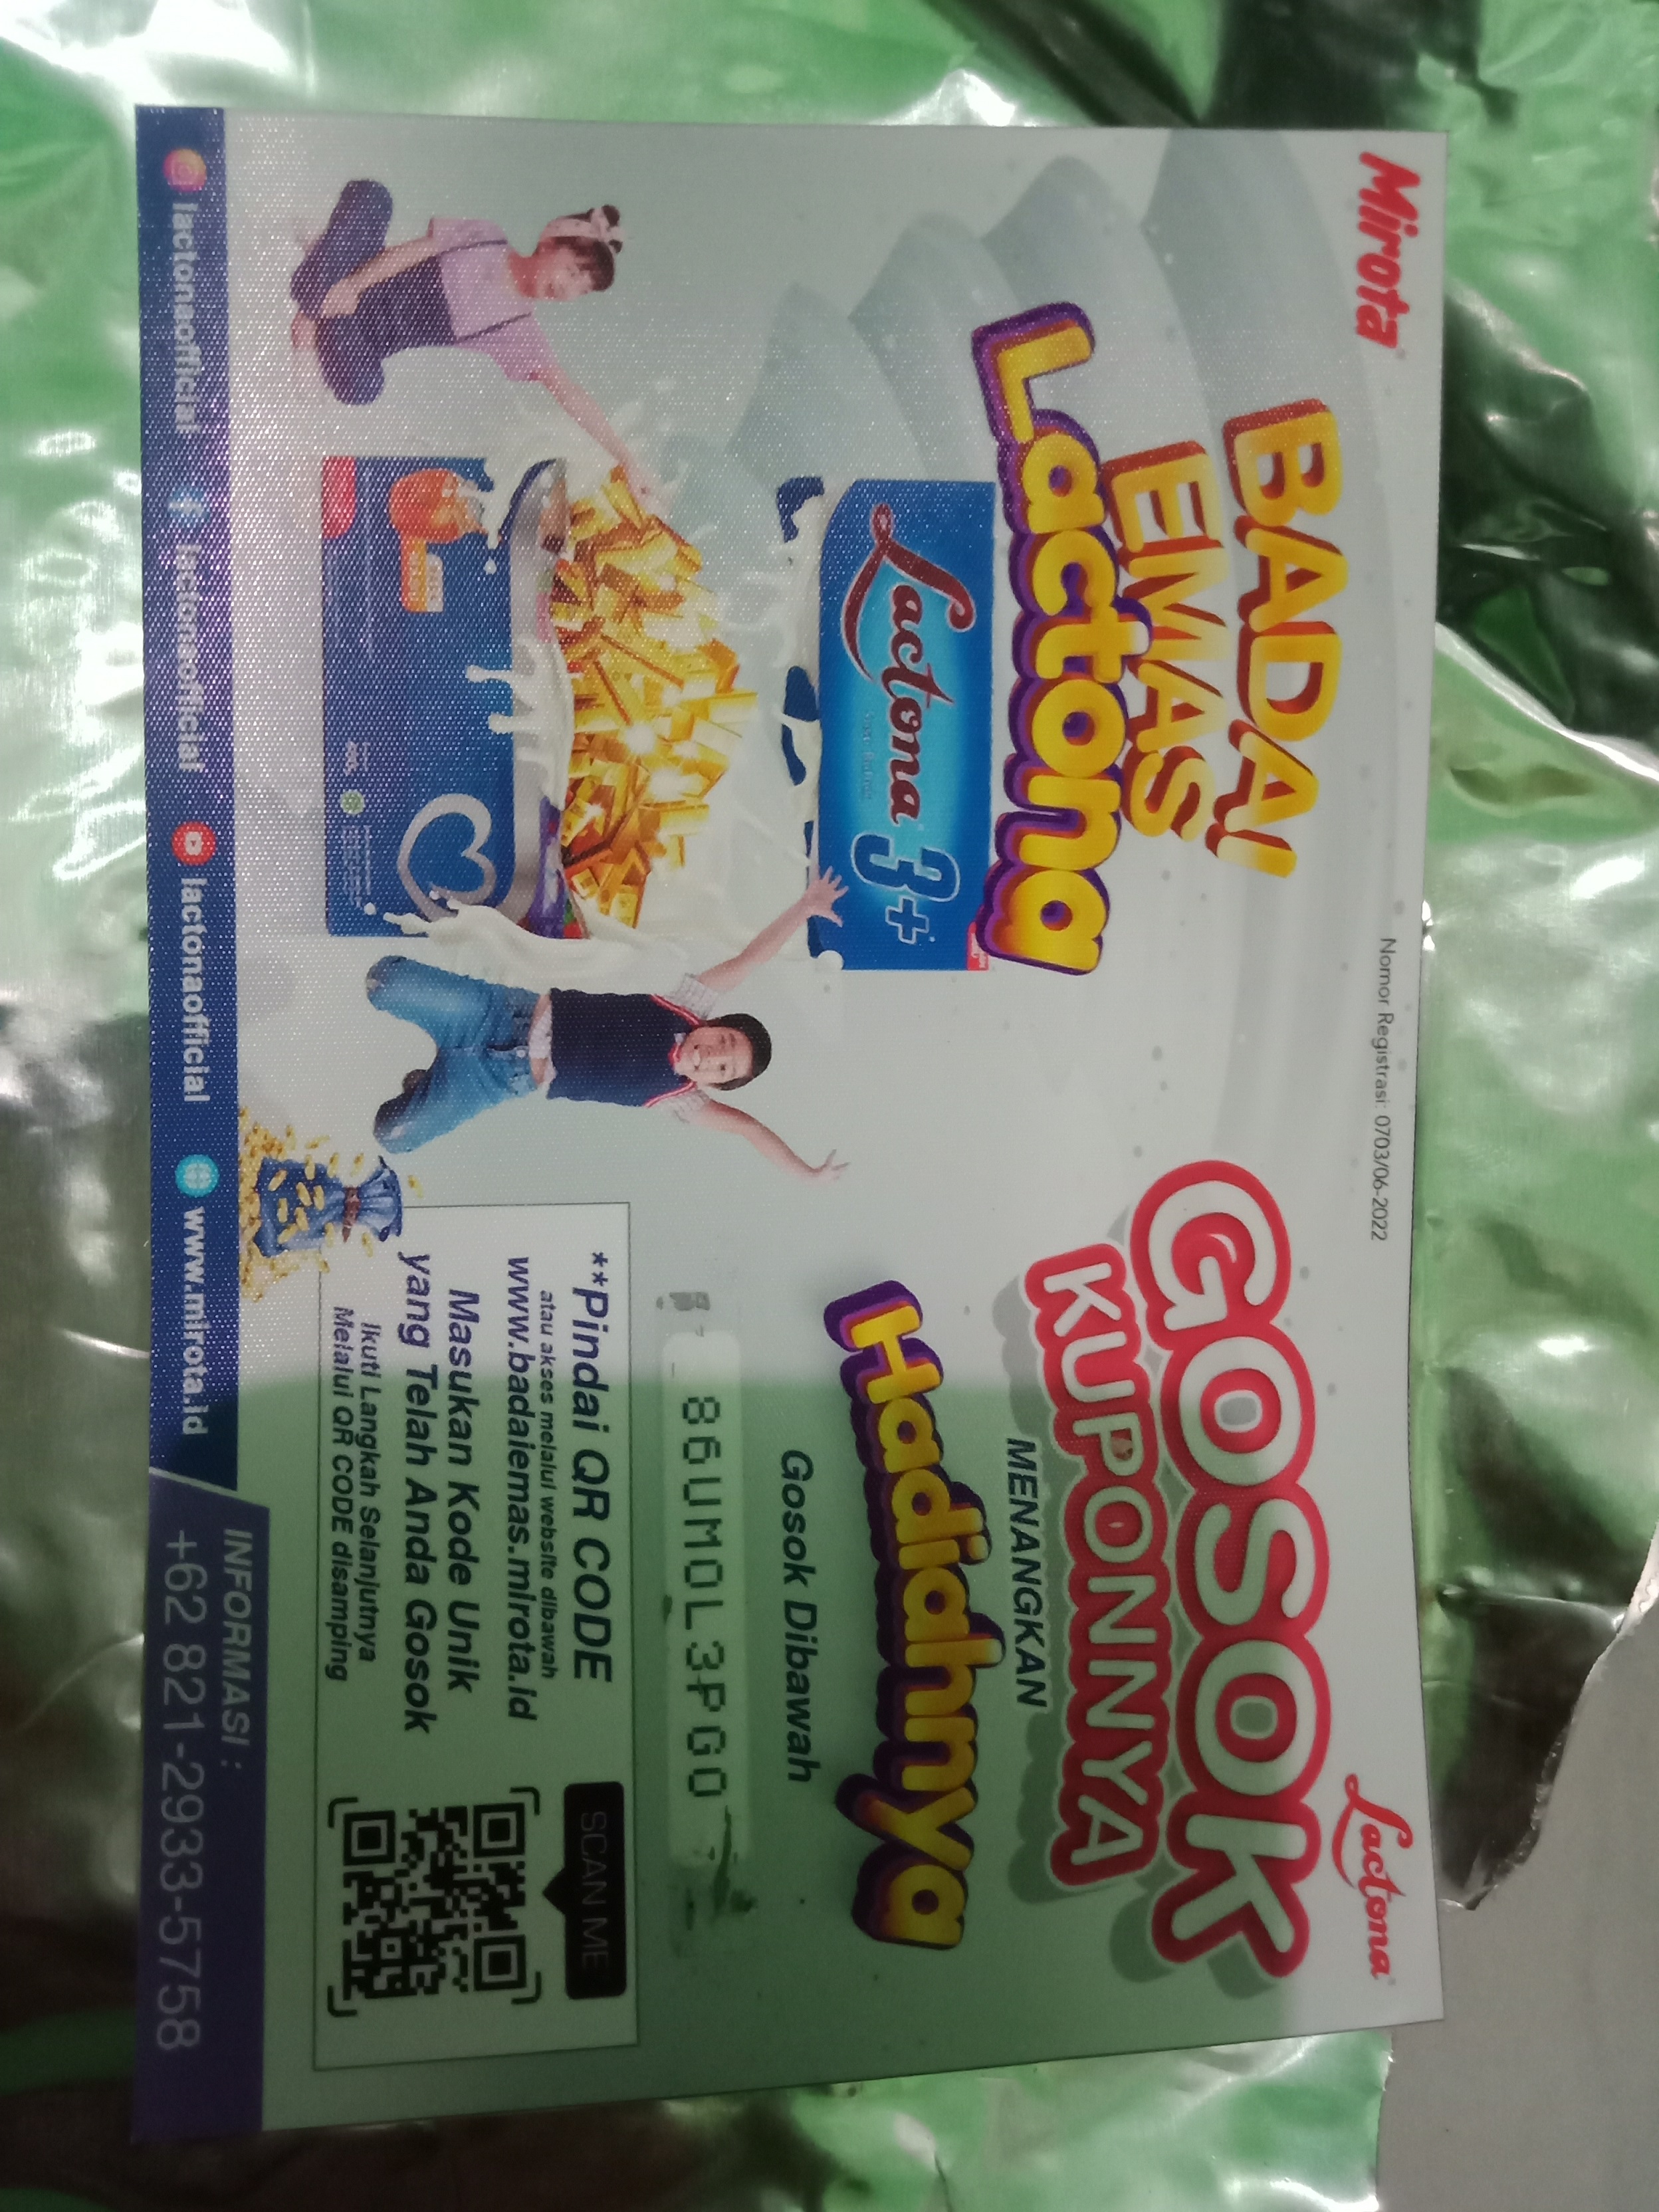 Mirota
BADAI
EMAS
Lactona
Lactona 3+
Nomor Registrasi: 0703/06-2022
Lactona
GOSOK
KUPONNYA
MENANGKAN
Hadiahnya
Gosok Dibawah
86UMOL3PGO
**Pindai QR CODE
atau akses melalui website dibawah
www.badaiemas.mirota.id
Masukan Kode Unik
yang Telah Anda Gosok
Ikuti Langkah Selanjutnya
Melalui QR CODE disamping
SCAN ME
lactonaofficial lactonaofficial lactonaofficial www.mirota.id
INFORMASI :
+62 821-2933-5758